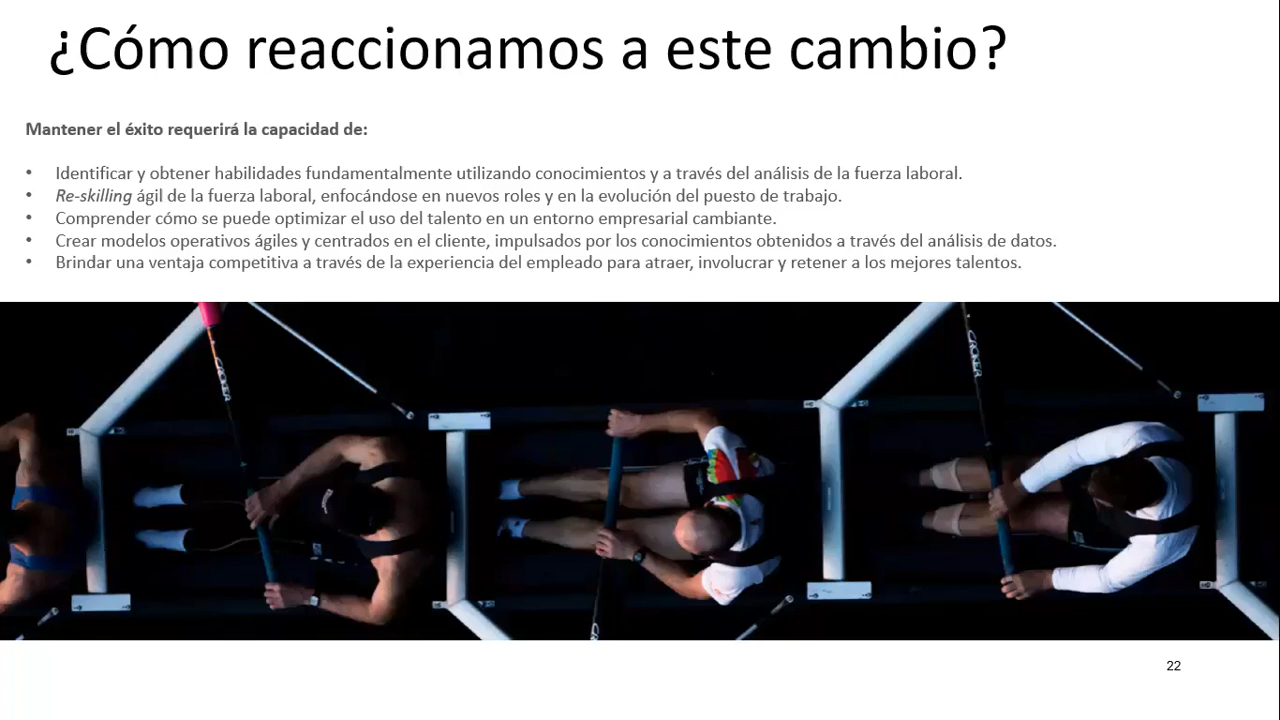 ¿Cómo reaccionamos a este cambio?
Mantener el éxito requerirá la capacidad de:
• Identificar y obtener habilidades fundamentalmente utilizando conocimientos y a través del análisis de la fuerza laboral.
• Re-skilling ágil de la fuerza laboral, enfocándose en nuevos roles y en la evolución del puesto de trabajo.
• Comprender cómo se puede optimizar el uso del talento en un entorno empresarial cambiante.
• Crear modelos operativos ágiles y centrados en el cliente, impulsados por los conocimientos obtenidos a través del análisis de datos.
• Brindar una ventaja competitiva a través de la experiencia del empleado para atraer, involucrar y retener a los mejores talentos.
CROKER
CROKER
22